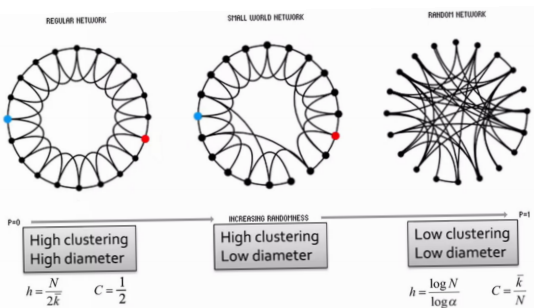 REGULAR NETWORK
SMALL WORLD NETWORK
RANDOM NETWORK
P=0
INCREASING RANDOMNESS
P=1
High clustering
High diameter
High clustering
Low diameter
Low clustering
Low diameter
h = N / 2k̄
C = 1 / 2
h = log N / log α
C = k̄ / N